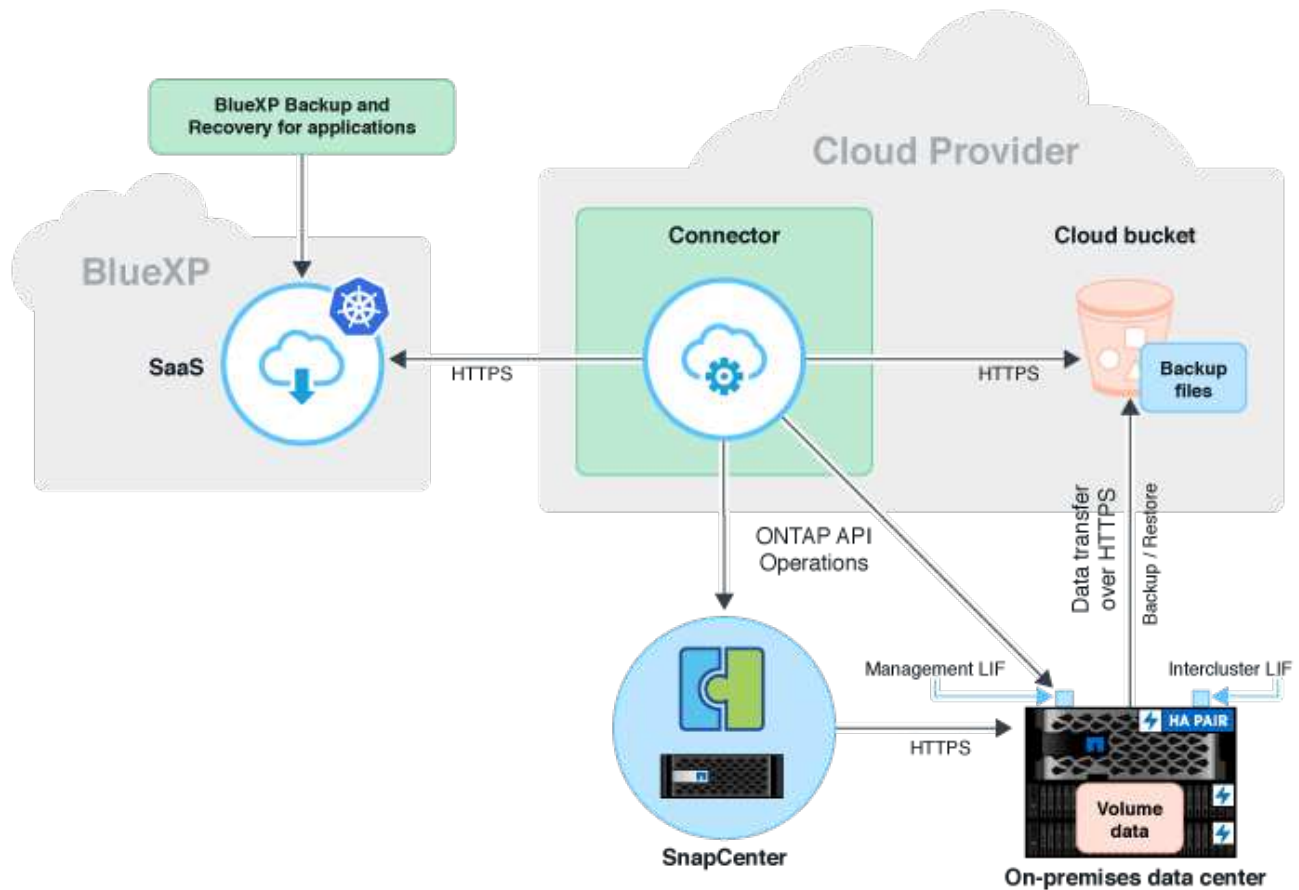 BlueXP Backup and
Recovery for applications
Cloud Provider
BlueXP
SaaS
HTTPS
Connector
HTTPS
Cloud bucket
Backup
files
ONTAP API
Operations
Data transfer
over HTTPS
Backup / Restore
Management LIF
Intercluster LIF
HA PAIR
HTTPS
Volume
data
SnapCenter
On-premises data center